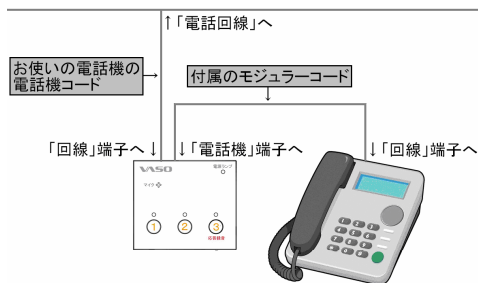 ↑「電話回線」へ
お使いの電話機の
電話機コード→
付属のモジュラーコード
↓
「回線」端子へ↓
↓「電話機」端子へ
↓「回線」端子へ
VASO
電源ランプ
マイク
1 2 3